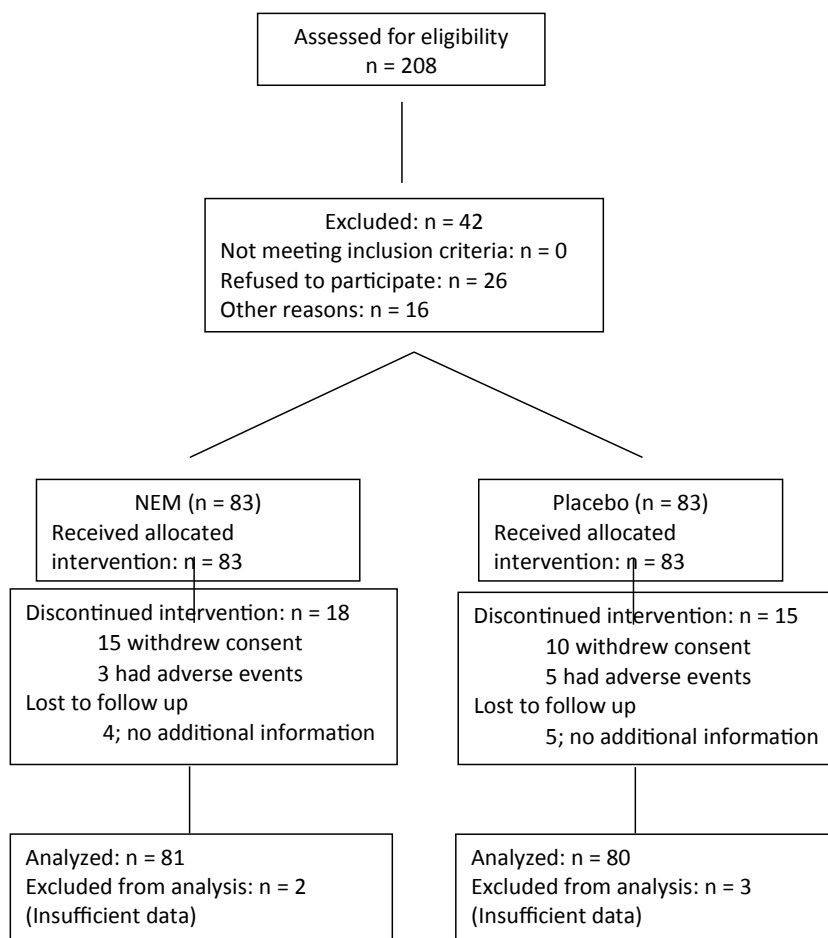 Assessed for eligibility
n = 208
Excluded: n = 42
Not meeting inclusion criteria: n = 0
Refused to participate: n = 26
Other reasons: n = 16
NEM (n = 83)
Received allocated
intervention: n = 83
Discontinued intervention: n = 18
15 withdrew consent
3 had adverse events
Lost to follow up
4; no additional information
Analyzed: n = 81
Excluded from analysis: n = 2
(Insufficient data)
Placebo (n = 83)
Received allocated
intervention: n = 83
Discontinued intervention: n = 15
10 withdrew consent
5 had adverse events
Lost to follow up
5; no additional information
Analyzed: n = 80
Excluded from analysis: n = 3
(Insufficient data)